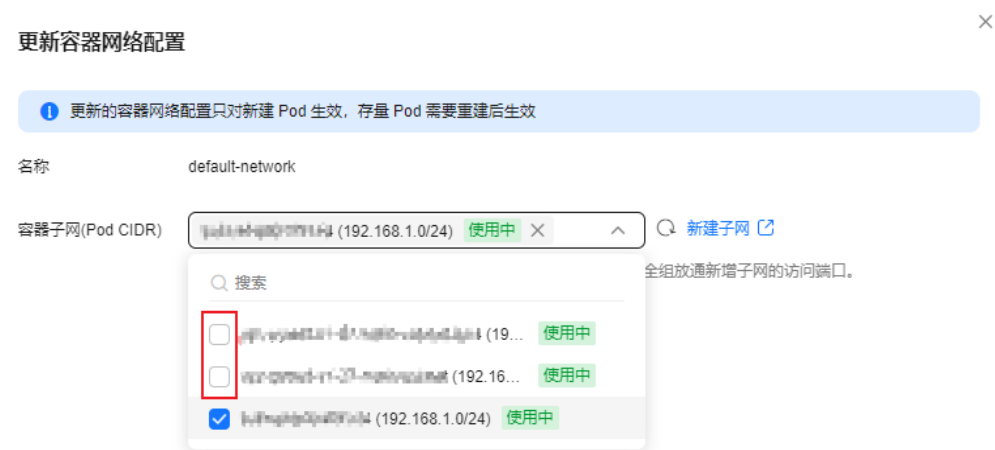 更新容器网络配置
更新的容器网络配置只对新建 Pod 生效，存量 Pod 需要重建后生效
名称 default-network
容器子网(Pod CIDR) (192.168.1.0/24) 使用中 新建子网
全组放通新增子网的访问端口。
搜索
(19... 使用中
(192.16... 使用中
(192.168.1.0/24) 使用中